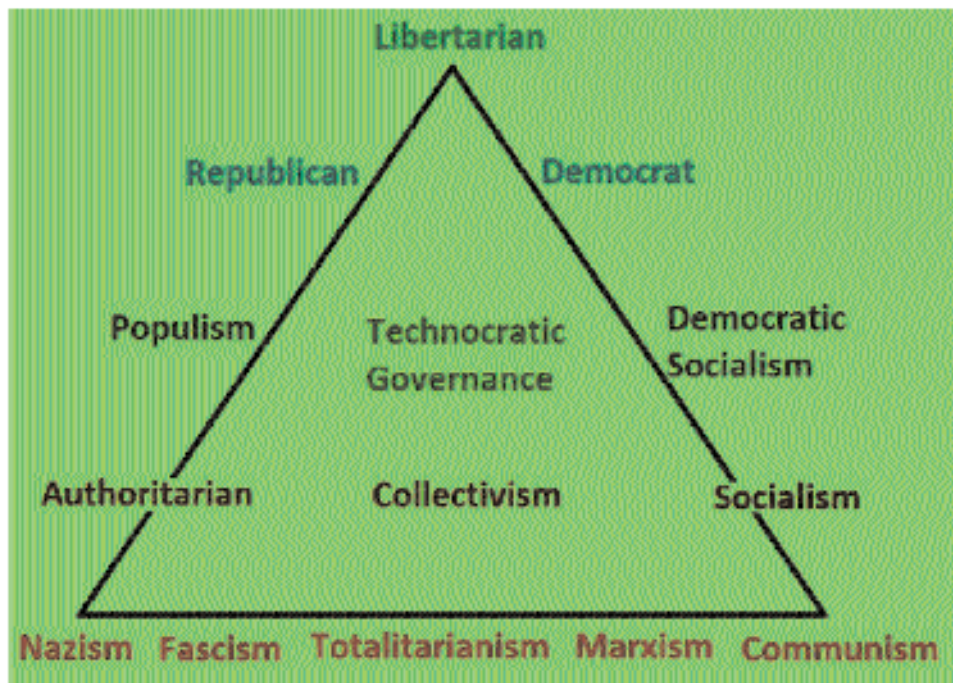 Libertarian
Republican
Democrat
Populism
Technocratic
Governance
Democratic
Socialism
Authoritarian
Collectivism
Socialism
Nazism
Fascism
Totalitarianism
Marxism
Communism